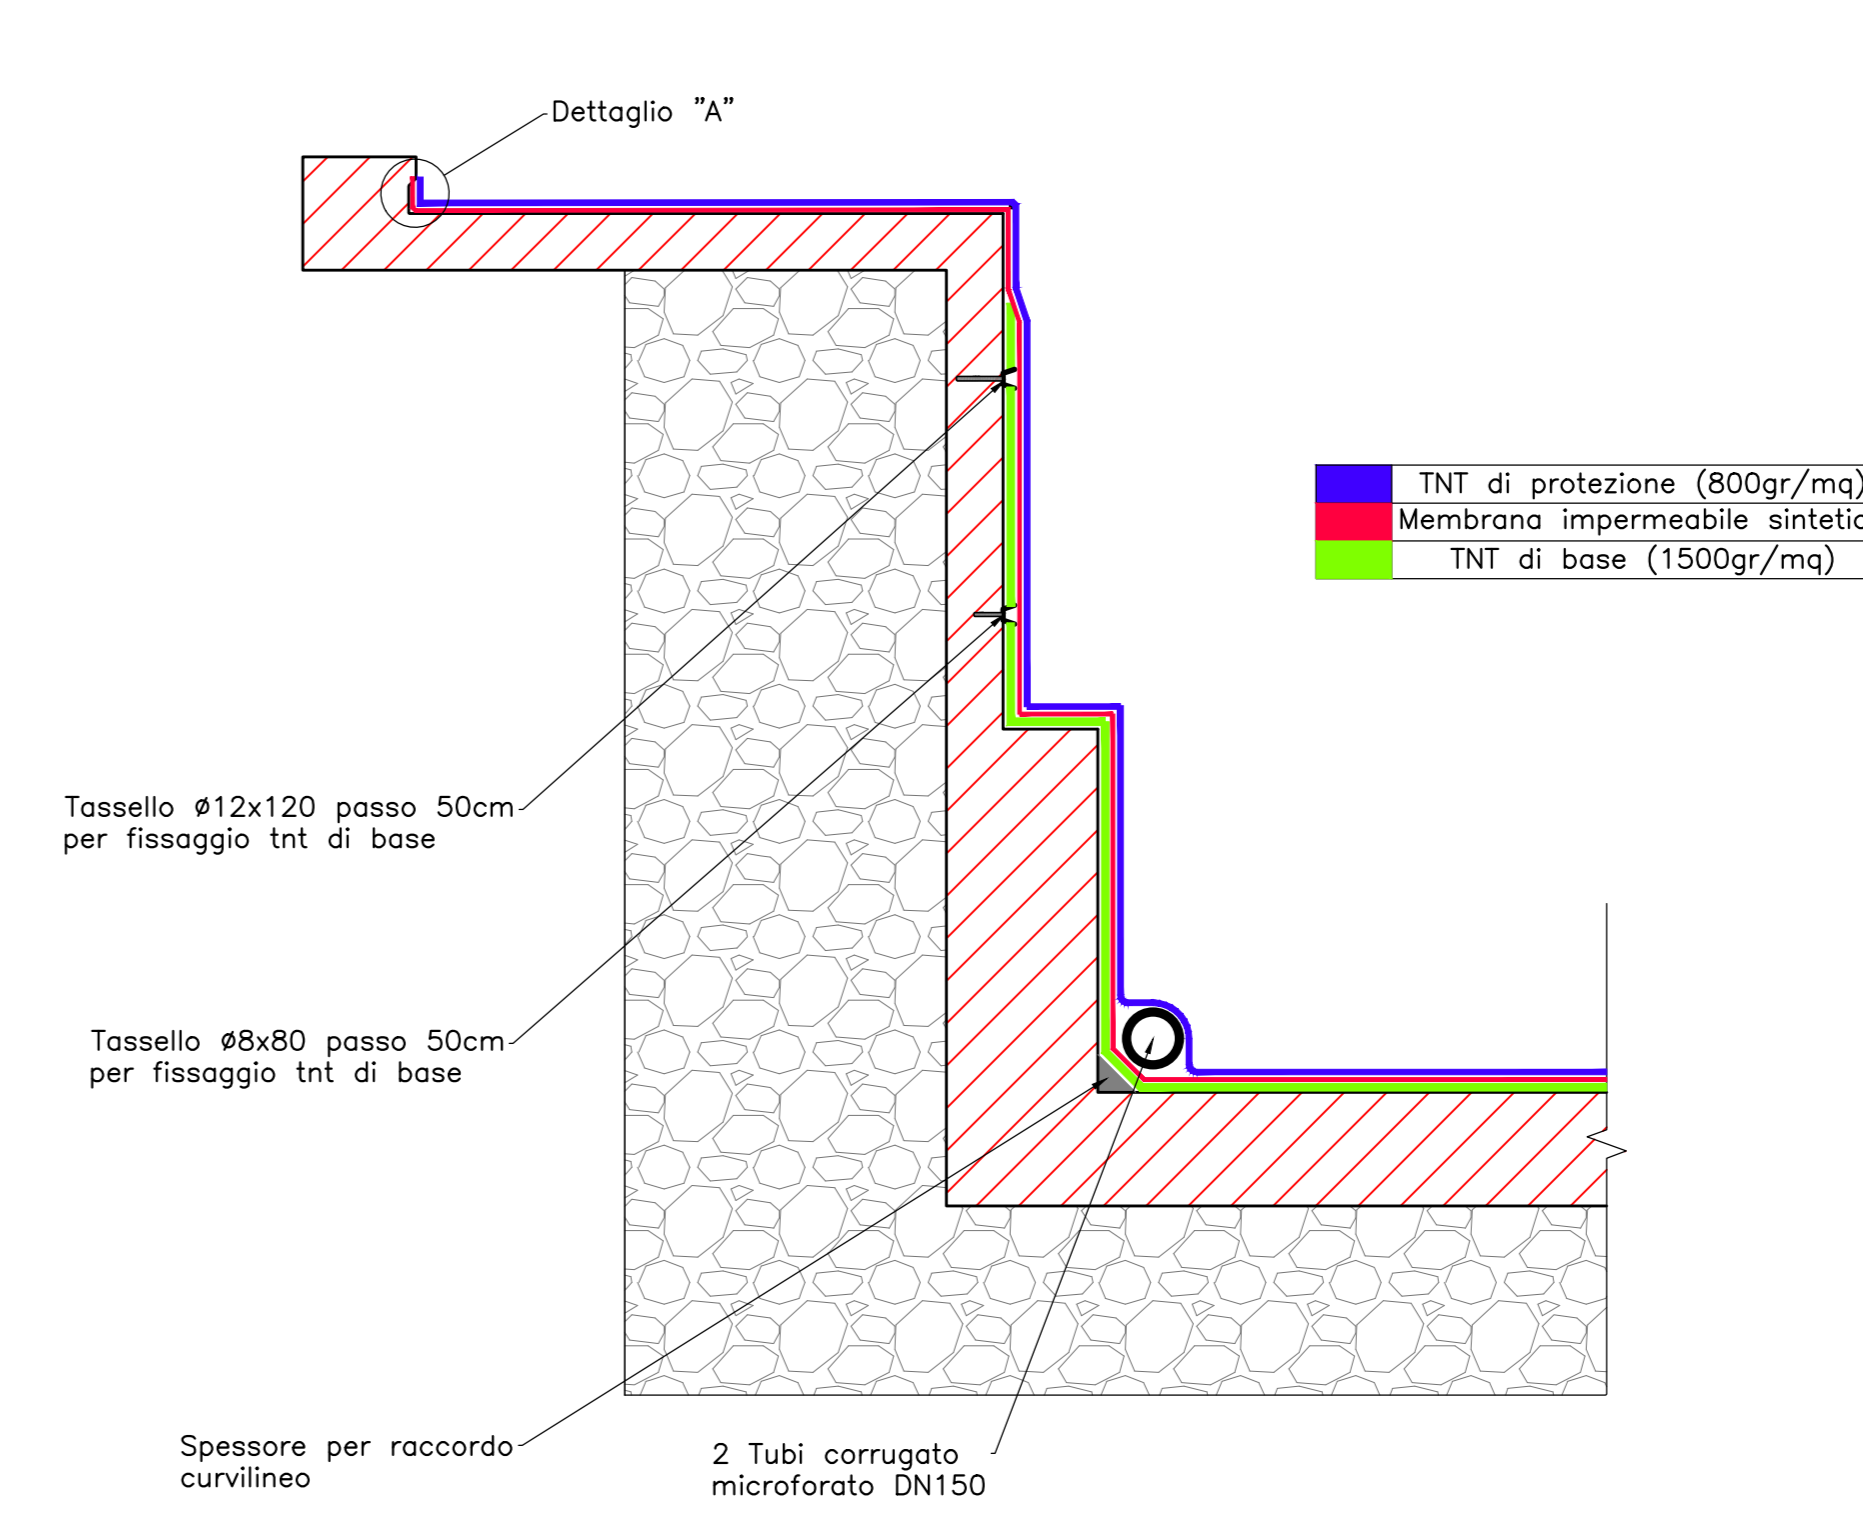 Dettaglio "A"
TNT di protezione (800gr/mq)
Membrana impermeabile
TNT di base (1500gr/mq)
Tassello ø12x120 passo 50cm
per fissaggio tnt di base
Tassello ø8x80 passo 50cm
per fissaggio tnt di base
Spessore per raccordo
curvilineo
2 Tubi corrugato
microforato DN150